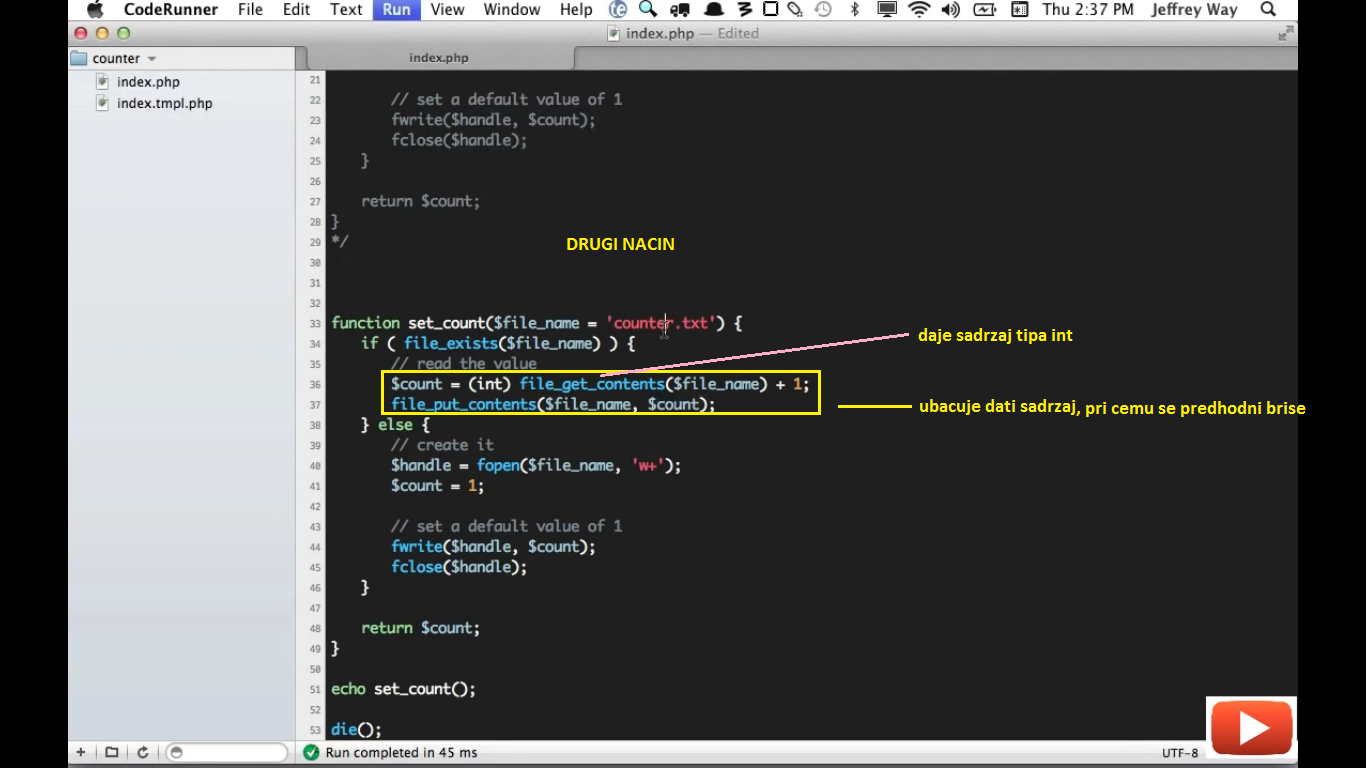 CodeRunner File Edit Text Run View Window Help Thu 2:37 PM Jeffrey Way
index.php — Edited
counter
index.php
index.php
index.tmpl.php
21
22 // set a default value of 1
23 fwrite($handle, $count);
24 fclose($handle);
25 }
26
27 return $count;
28 }
29 */
DRUGI NACIN
30
31
32
33 function set_count($file_name = 'counter.txt') {
34 if ( file_exists($file_name) ) {
daje sadrzaj tipa int
35 // read the value
36 $count = (int) file_get_contents($file_name) + 1;
37 file_put_contents($file_name, $count);
ubacuje dati sadrzaj, pri cemu se predhodni brise
38 } else {
39 // create it
40 $handle = fopen($file_name, 'w+');
41 $count = 1;
42
43 // set a default value of 1
44 fwrite($handle, $count);
45 fclose($handle);
46 }
47
48 return $count;
49 }
50
51 echo set_count();
52
53 die();
Run completed in 45 ms UTF-8